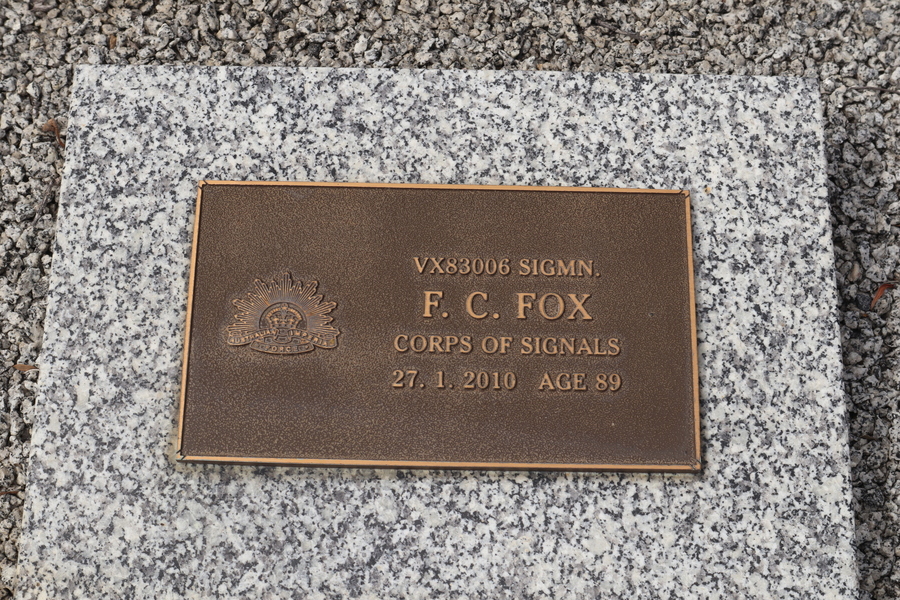 VX83006 SIGMN.
F. C. FOX
CORPS OF SIGNALS
27. 1. 2010 AGE 89